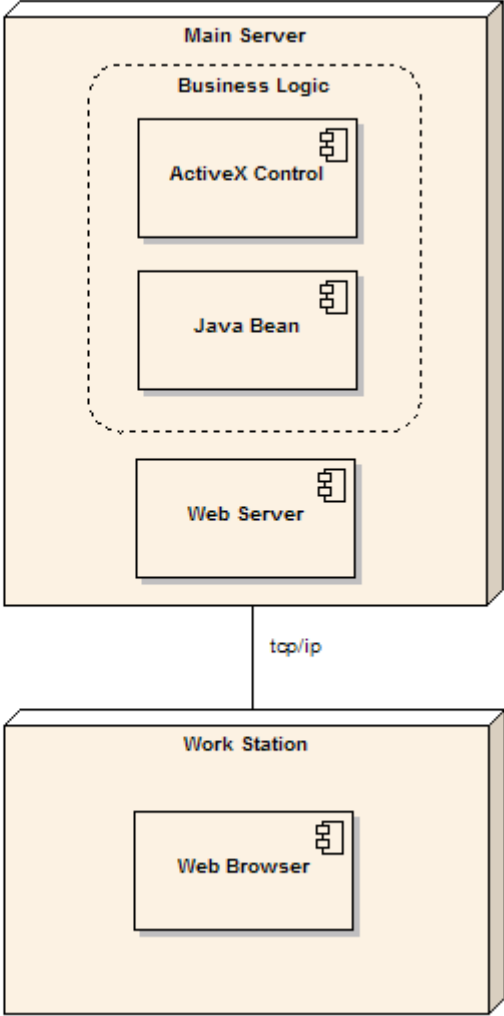 Main Server
Business Logic
ActiveX Control
Java Bean
Web Server
tcp/ip
Work Station
Web Browser